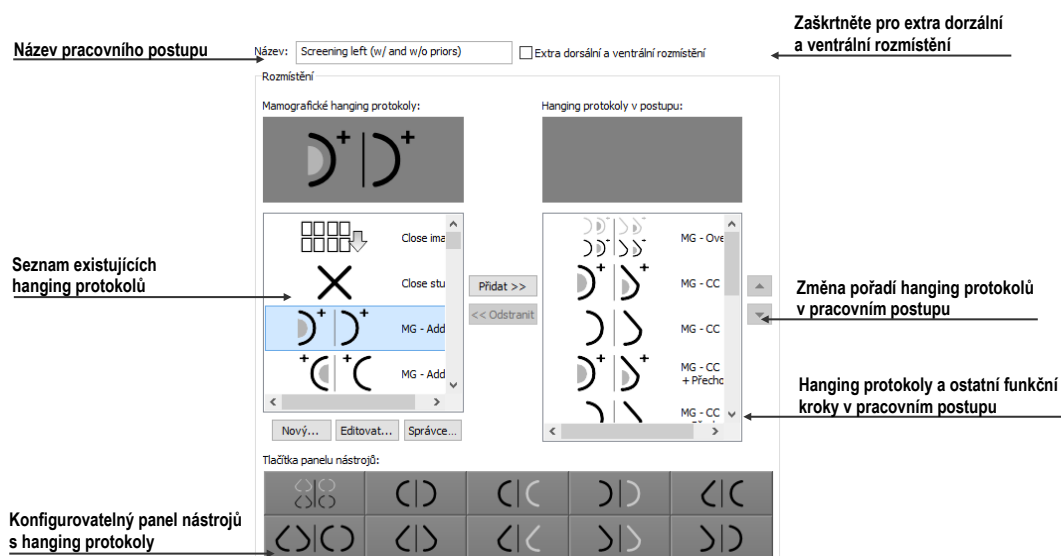 Zaškrtněte pro extra dorzální
a ventrální rozmístění
Název pracovního postupu
Název: Screening left (w/ and w/o priors) Extra dorsální a ventrální rozmístění
Rozmístění
Mamografické hanging protokoly: Hanging protokoly v postupu:
Close ima
Close stu
MG - Add
MG - Add
Nový... Editovat... Správce...
Přidat >>
<< Odstranit
MG - Ove
MG - CC
MG - CC
MG - CC
+ Přecho
MG - CC
Seznam existujících
hanging protokolů
Změna pořadí hanging protokolů
v pracovním postupu
Hanging protokoly a ostatní funkční
kroky v pracovním postupu
Tlačítka panelu nástrojů:
Konfigurovatelný panel nástrojů
s hanging protokoly